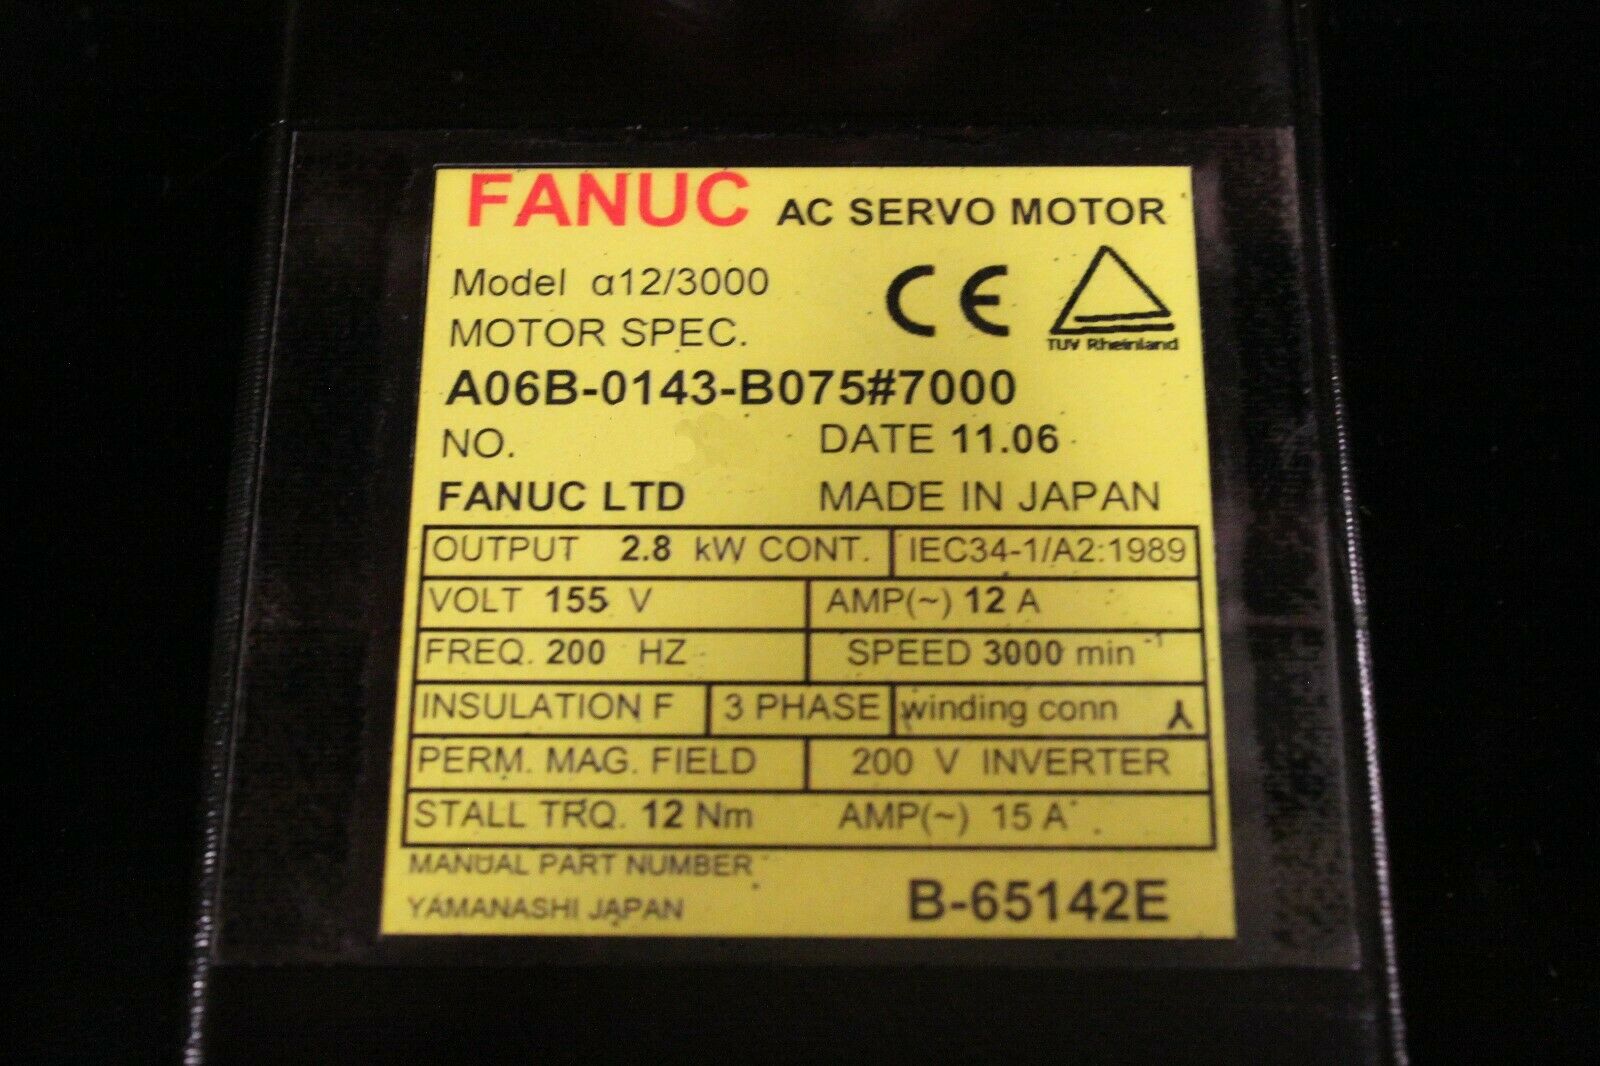 FANUC AC SERVO MOTOR
Model α12/3000
CE
MOTOR SPEC.
TUV Rheinland
A06B-0143-B075#7000
NO. DATE 11.06
FANUC LTD MADE IN JAPAN
OUTPUT 2.8 kW CONT. IEC34-1/A2:1989
VOLT 155 V AMP(~) 12 A
FREQ. 200 HZ SPEED 3000 min⁻¹
INSULATION F 3 PHASE winding conn
PERM. MAG. FIELD 200 V INVERTER
STALL TRQ. 12 Nm AMP(~) 15 A
MANUAL PART NUMBER
YAMANASHI JAPAN B-65142E